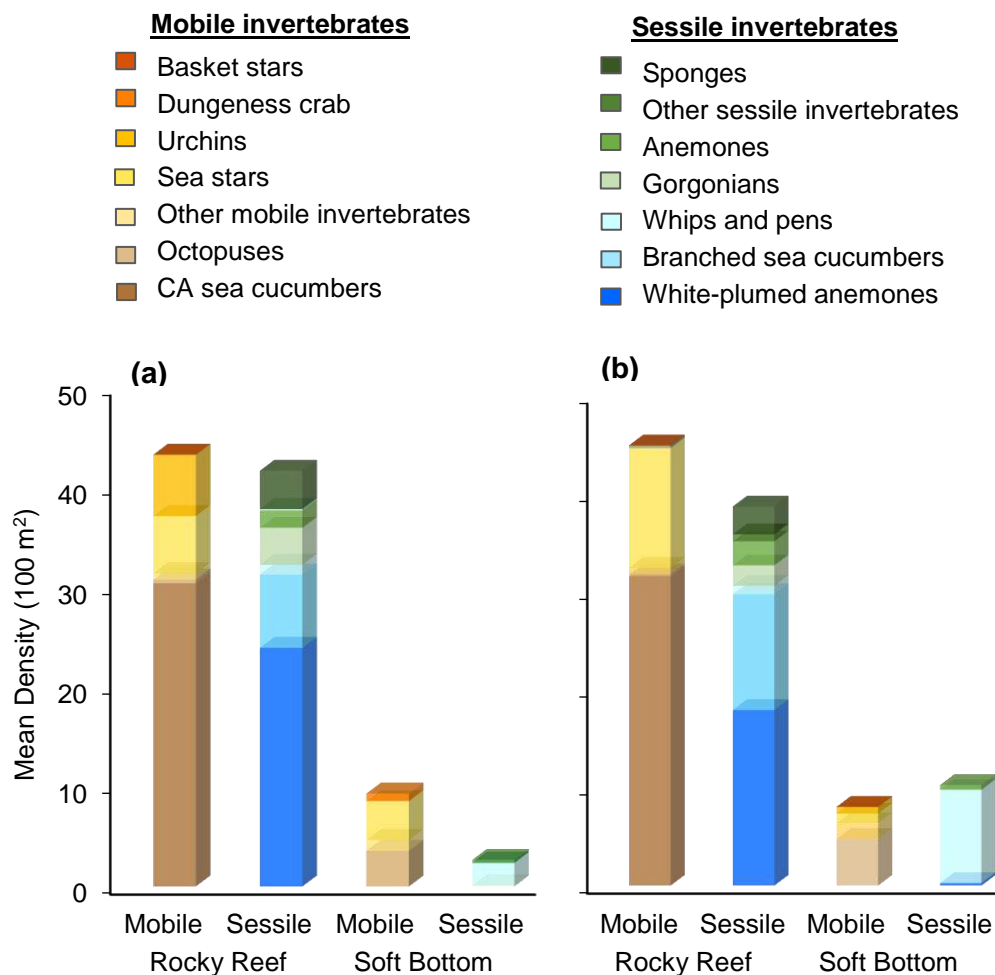 Mobile invertebrates
Basket stars
Dungeness crab
Urchins
Sea stars
Other mobile invertebrates
Octopuses
CA sea cucumbers
Sessile invertebrates
Sponges
Other sessile invertebrates
Anemones
Gorgonians
Whips and pens
Branched sea cucumbers
White-plumed anemones
(a)
(b)
Mean Density (100 m²)
50
40
30
20
10
0
Mobile Sessile Mobile Sessile
Rocky Reef Soft Bottom
Mobile Sessile Mobile Sessile
Rocky Reef Soft Bottom